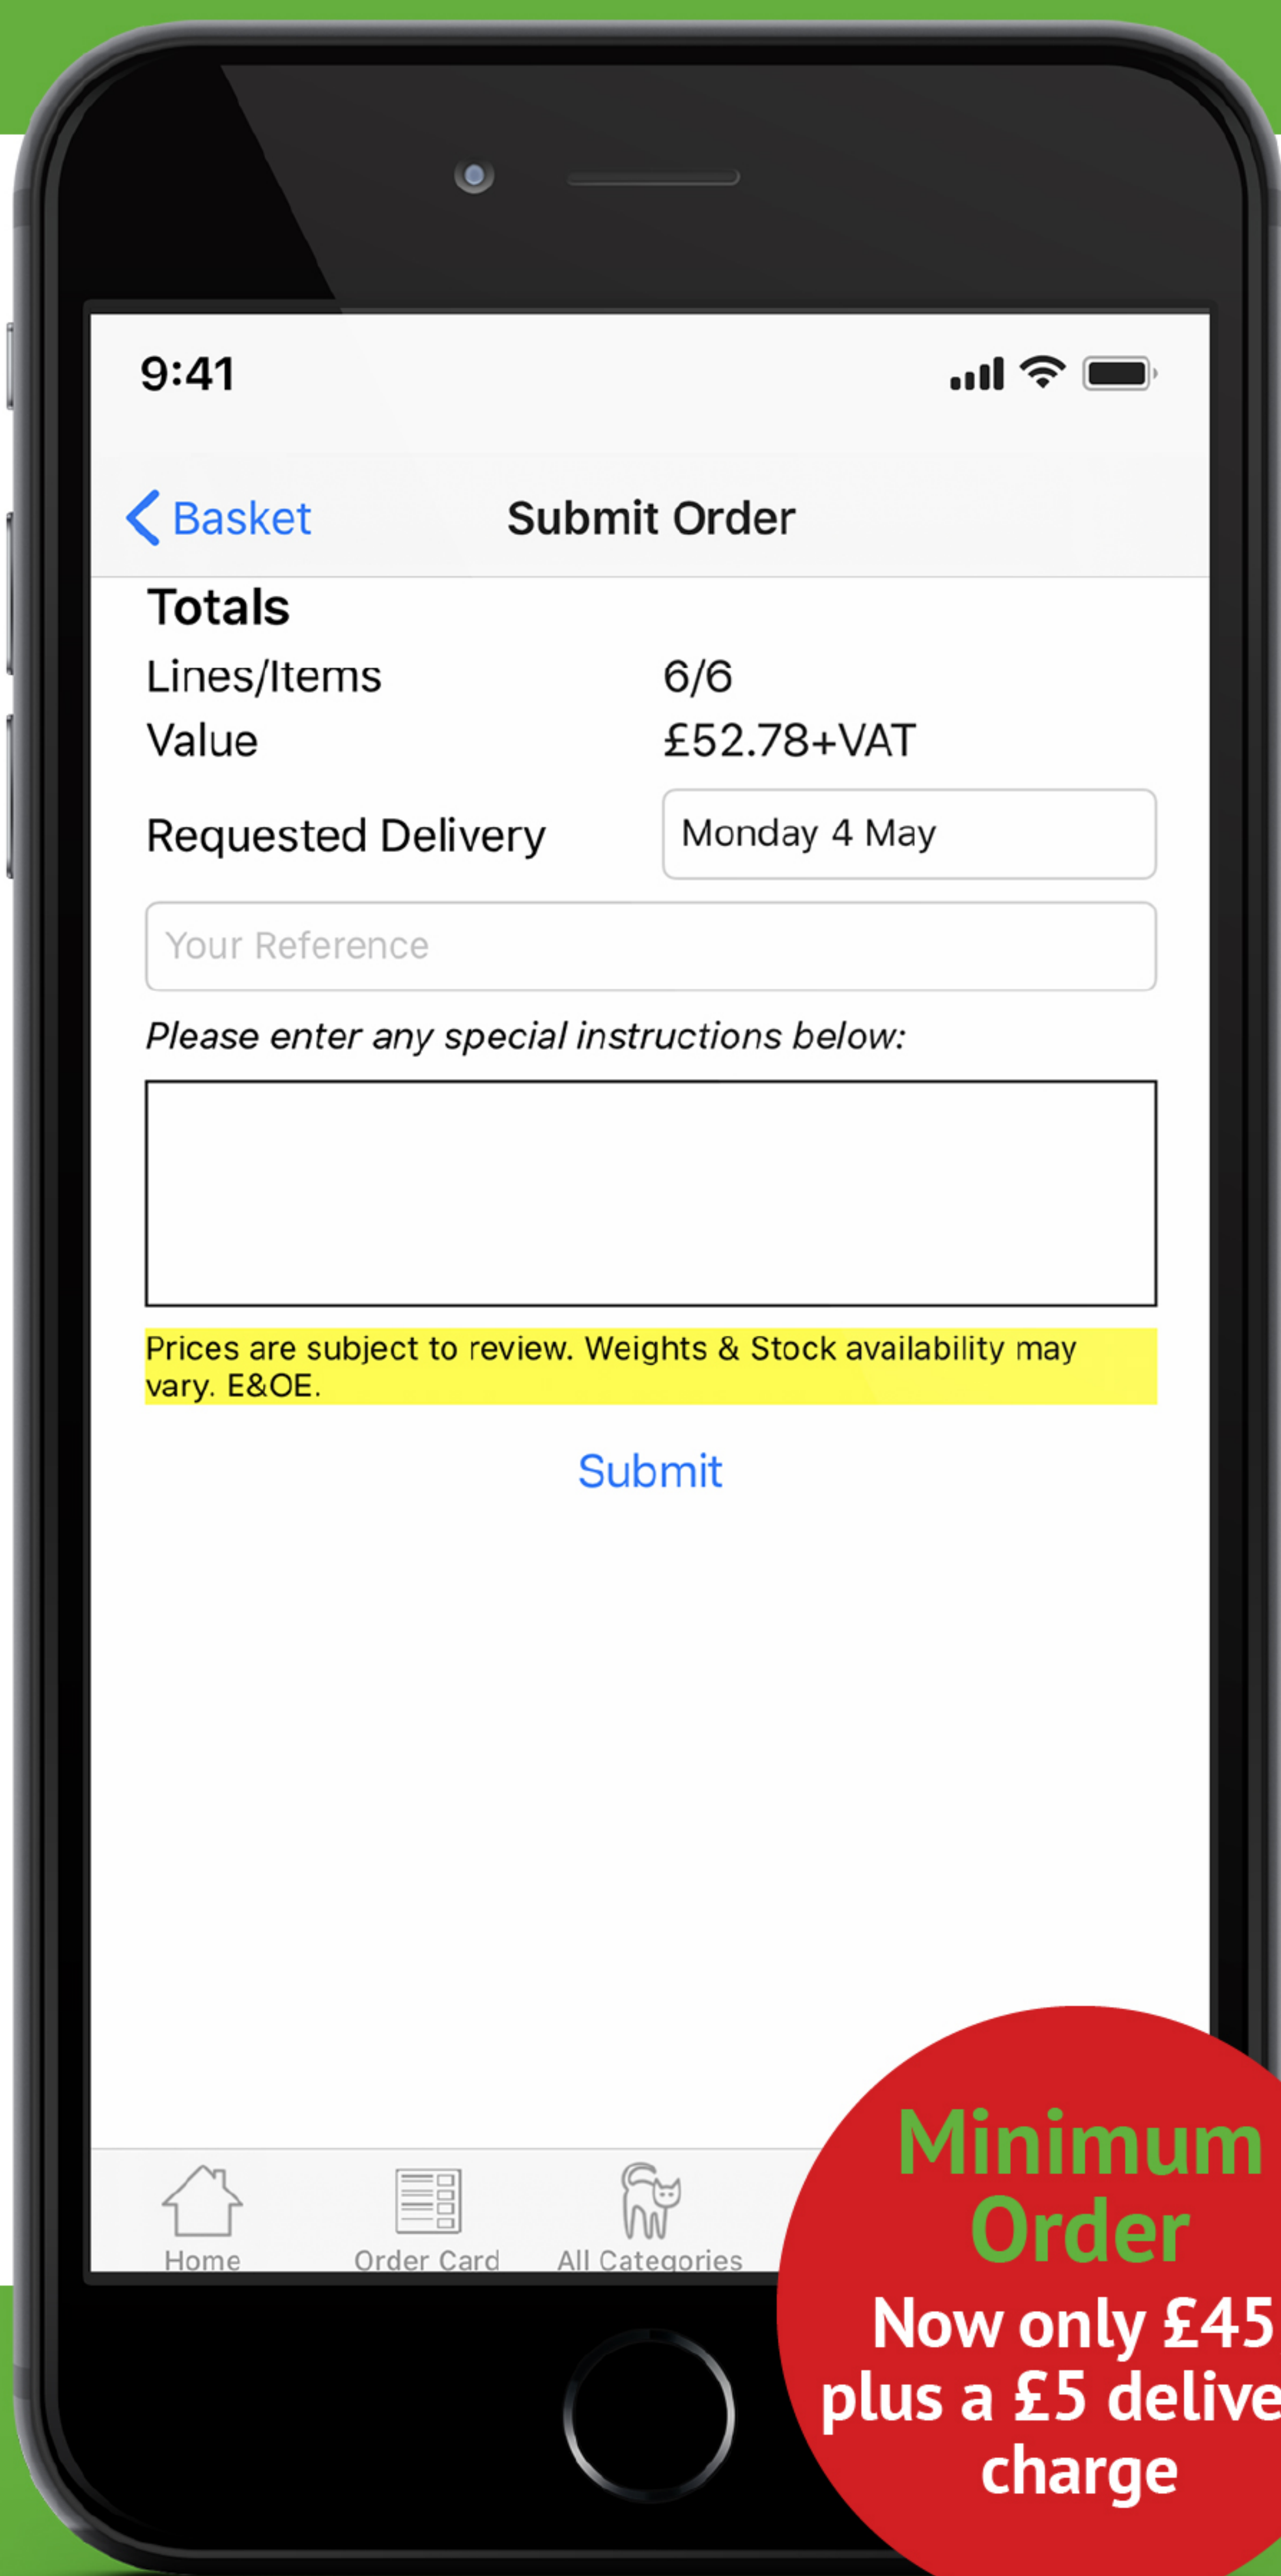 9:41
Basket
Submit Order
Totals
Lines/Items 6/6
Value £52.78+VAT
Requested Delivery Monday 4 May
Your Reference
Please enter any special instructions below:
Prices are subject to review. Weights & Stock availability may
vary. E&OE.
Submit
Home Order Card All Categories
Minimum
Order
Now only £45
plus a £5 delive
charge